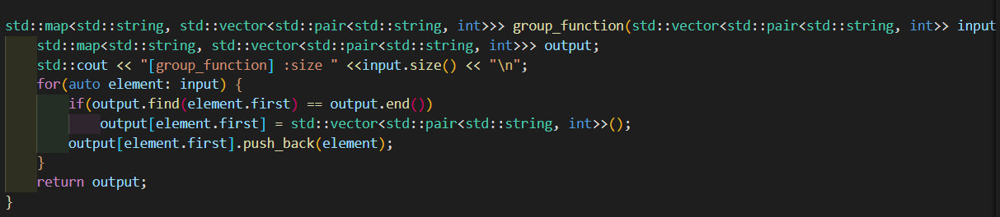 std::map<std::string, std::vector<std::pair<std::string, int>>> group_function(std::vector<std::pair<std::string, int>> input
    std::map<std::string, std::vector<std::pair<std::string, int>>> output;
    std::cout << "[group_function] :size " <<input.size() << "\n";
    for(auto element: input) {
        if(output.find(element.first) == output.end())
            output[element.first] = std::vector<std::pair<std::string, int>>();
        output[element.first].push_back(element);
    }
    return output;
}